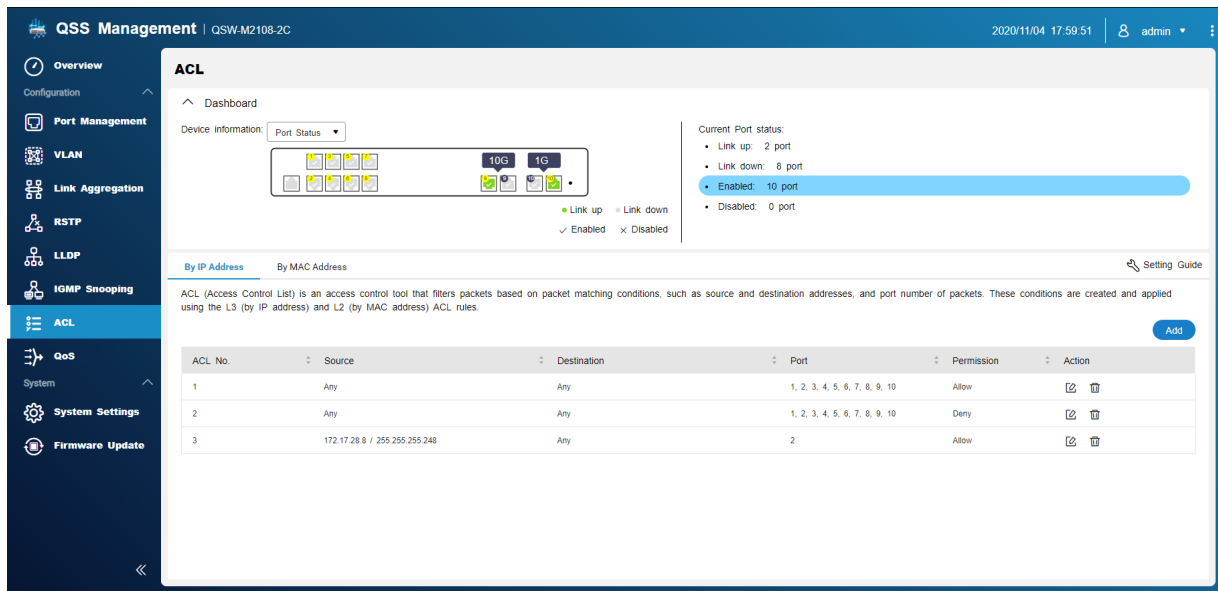 QSS Management | QSW-M2108-2C
2020/11/04 17:59:51
admin
Overview
Configuration
Port Management
VLAN
Link Aggregation
RSTP
LLDP
IGMP Snooping
ACL
QoS
System
System Settings
Firmware Update
ACL
Dashboard
Device information: Port Status
1 3 5 7
10G 1G
2 4 6 8
Link up Link down
Enabled Disabled
Current Port status:
Link up: 2 port
Link down: 8 port
Enabled: 10 port
Disabled: 0 port
By IP Address By MAC Address
Setting Guide
ACL (Access Control List) is an access control tool that filters packets based on packet matching conditions, such as source and destination addresses, and port number of packets. These conditions are created and applied
using the L3 (by IP address) and L2 (by MAC address) ACL rules.
Add
ACL No. Source Destination Port Permission Action
1 Any Any 1, 2, 3, 4, 5, 6, 7, 8, 9, 10 Allow
2 Any Any 1, 2, 3, 4, 5, 6, 7, 8, 9, 10 Deny
3 172.17.28.8 / 255.255.255.248 Any 2 Allow